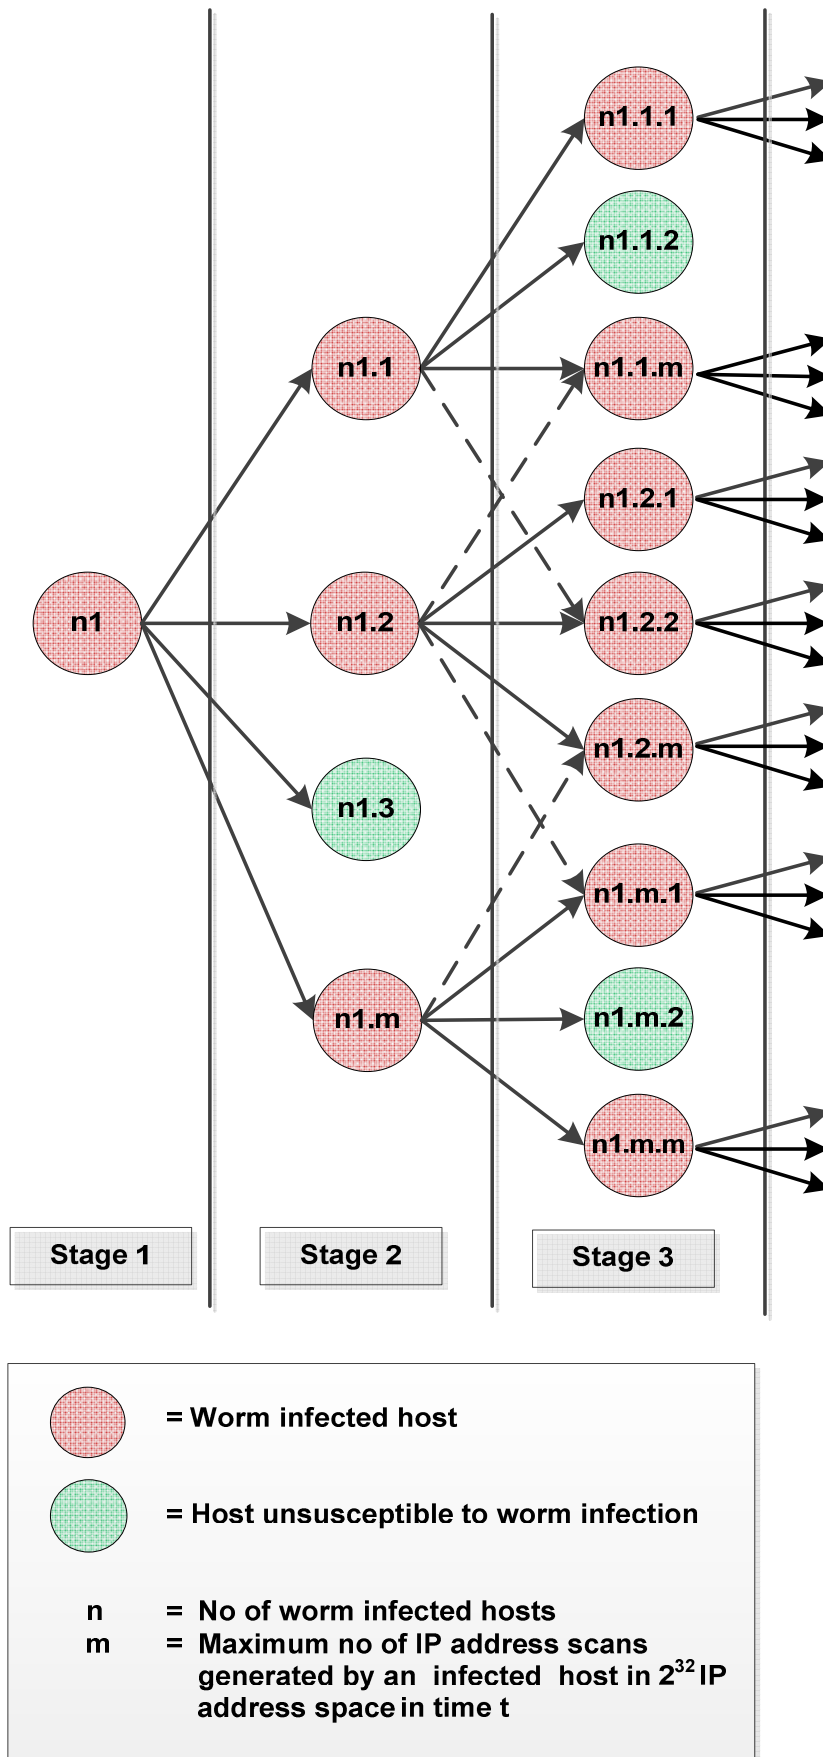 n1.1.1
n1.1.2
n1.1
n1.1.m
n1.2.1
n1
n1.2
n1.2.2
n1.2.m
n1.3
n1.m.1
n1.m
n1.m.2
n1.m.m
Stage 1
Stage 2
Stage 3
= Worm infected host
= Host unsusceptible to worm infection
n = No of worm infected hosts
m = Maximum no of IP address scans
generated by an infected host in 2³² IP
address space in time t